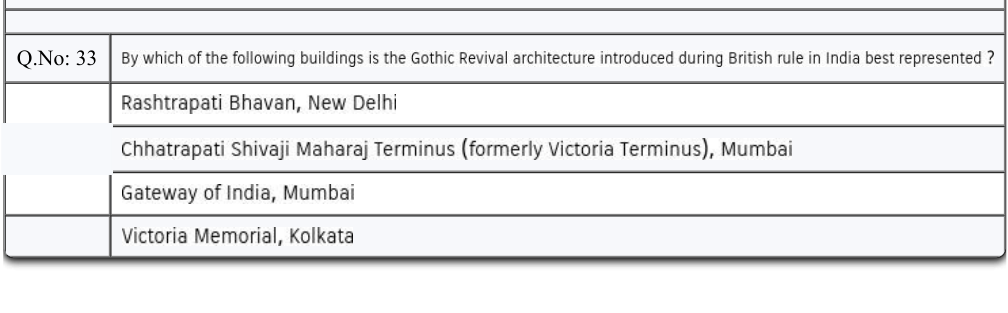 Q.No: 33 By which of the following buildings is the Gothic Revival architecture introduced during British rule in India best represented ?
Rashtrapati Bhavan, New Delhi
Chhatrapati Shivaji Maharaj Terminus (formerly Victoria Terminus), Mumbai
Gateway of India, Mumbai
Victoria Memorial, Kolkata